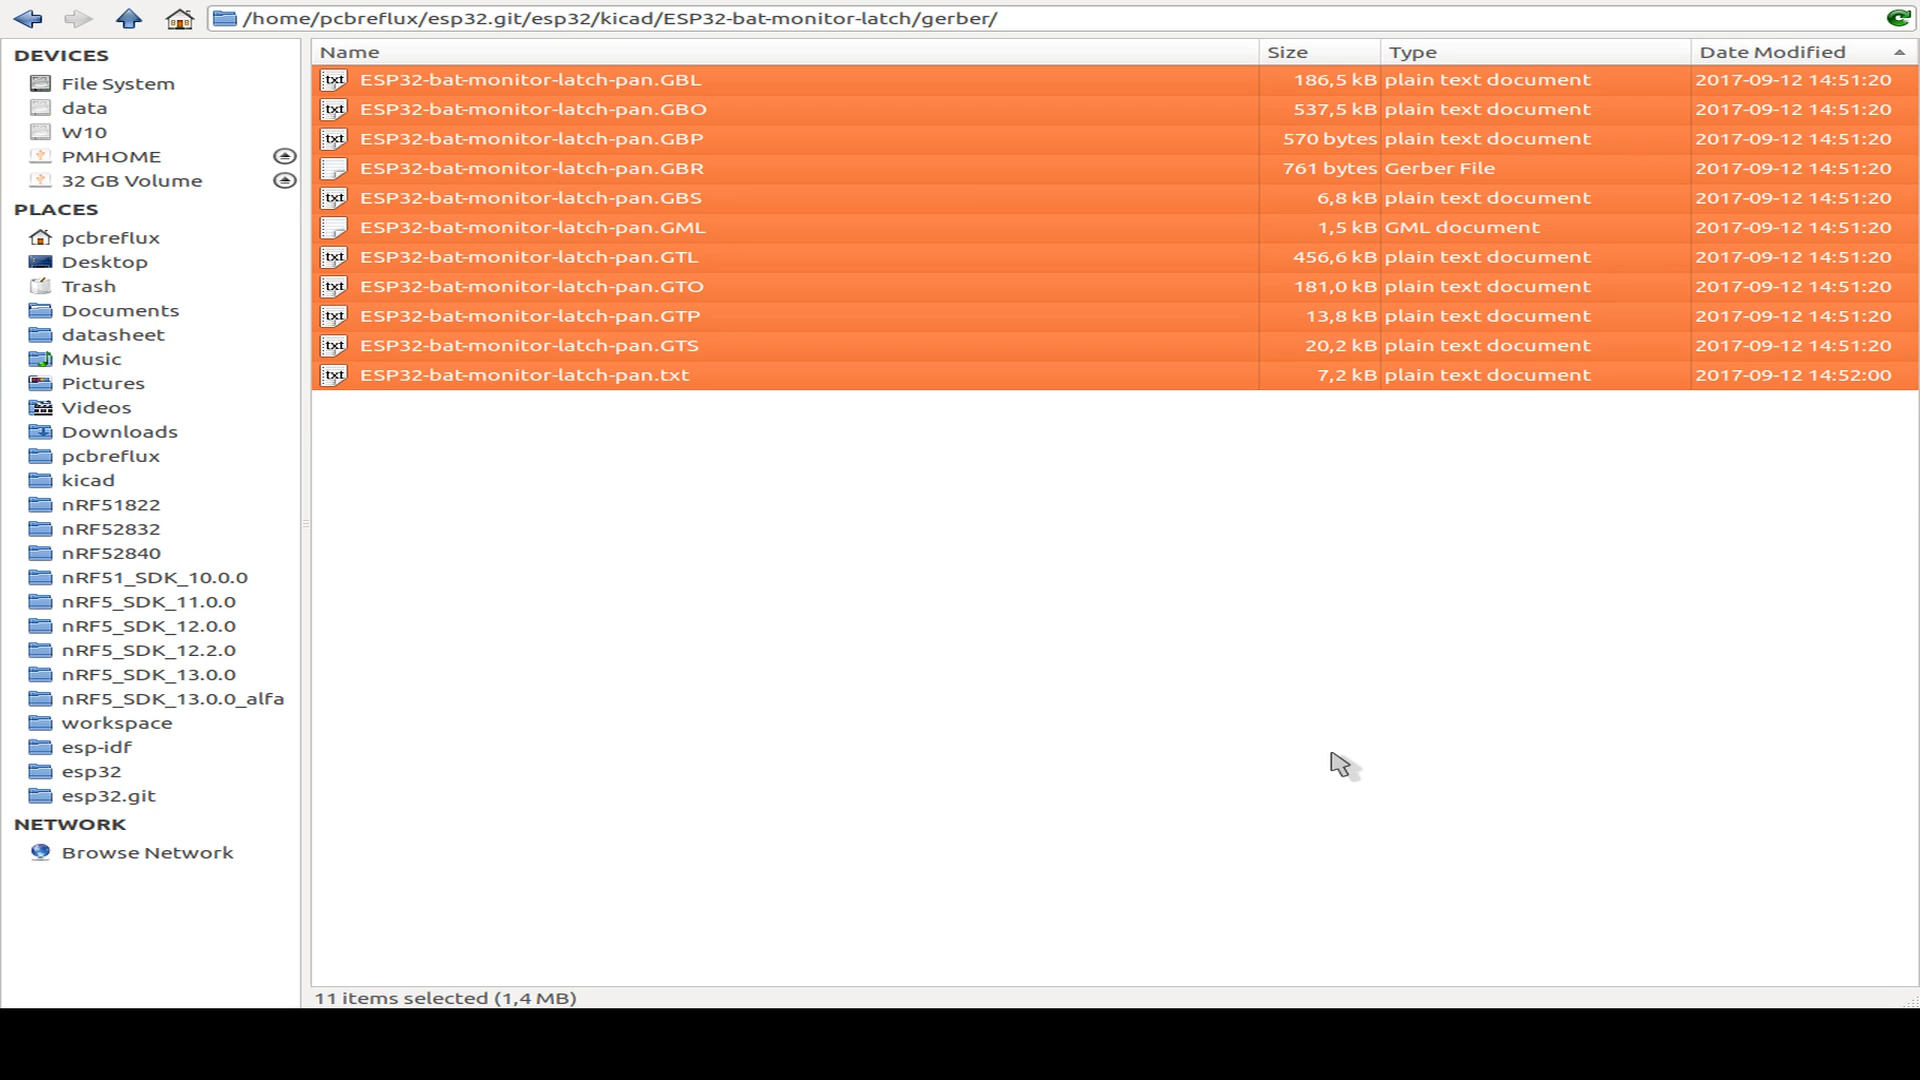 /home/pcbreflux/esp32.git/esp32/kicad/ESP32-bat-monitor-latch/gerber/
DEVICES
File System
data
W10
PMHOME
32 GB Volume
PLACES
pcbreflux
Desktop
Trash
Documents
datasheet
Music
Pictures
Videos
Downloads
pcbreflux
kicad
nRF51822
nRF52832
nRF52840
nRF51_SDK_10.0.0
nRF5_SDK_11.0.0
nRF5_SDK_12.0.0
nRF5_SDK_12.2.0
nRF5_SDK_13.0.0
nRF5_SDK_13.0.0_alfa
workspace
esp-idf
esp32
esp32.git
NETWORK
Browse Network
Name Size Type Date Modified
txt ESP32-bat-monitor-latch-pan.GBL 186,5 kB plain text document 2017-09-12 14:51:20
txt ESP32-bat-monitor-latch-pan.GBO 537,5 kB plain text document 2017-09-12 14:51:20
txt ESP32-bat-monitor-latch-pan.GBP 570 bytes plain text document 2017-09-12 14:51:20
ESP32-bat-monitor-latch-pan.GBR 761 bytes Gerber File 2017-09-12 14:51:20
txt ESP32-bat-monitor-latch-pan.GBS 6,8 kB plain text document 2017-09-12 14:51:20
ESP32-bat-monitor-latch-pan.GML 1,5 kB GML document 2017-09-12 14:51:20
txt ESP32-bat-monitor-latch-pan.GTL 456,6 kB plain text document 2017-09-12 14:51:20
txt ESP32-bat-monitor-latch-pan.GTO 181,0 kB plain text document 2017-09-12 14:51:20
txt ESP32-bat-monitor-latch-pan.GTP 13,8 kB plain text document 2017-09-12 14:51:20
txt ESP32-bat-monitor-latch-pan.GTS 20,2 kB plain text document 2017-09-12 14:51:20
txt ESP32-bat-monitor-latch-pan.txt 7,2 kB plain text document 2017-09-12 14:52:00
11 items selected (1,4 MB)